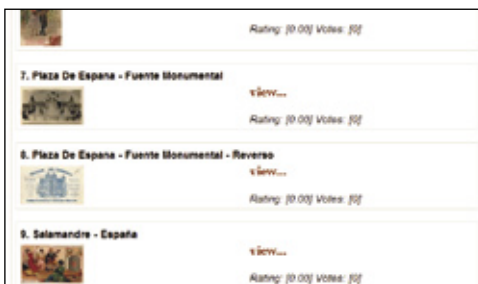 Rating: [0.00] Votes: [0]
7. Plaza De Espana - Fuente Monumental
view...
Rating: [0.00] Votes: [0]
8. Plaza De Espana - Fuente Monumental - Reverso
view...
Rating: [0.00] Votes: [0]
9. Salamandre - España
view...
Rating: [0.00] Votes: [0]